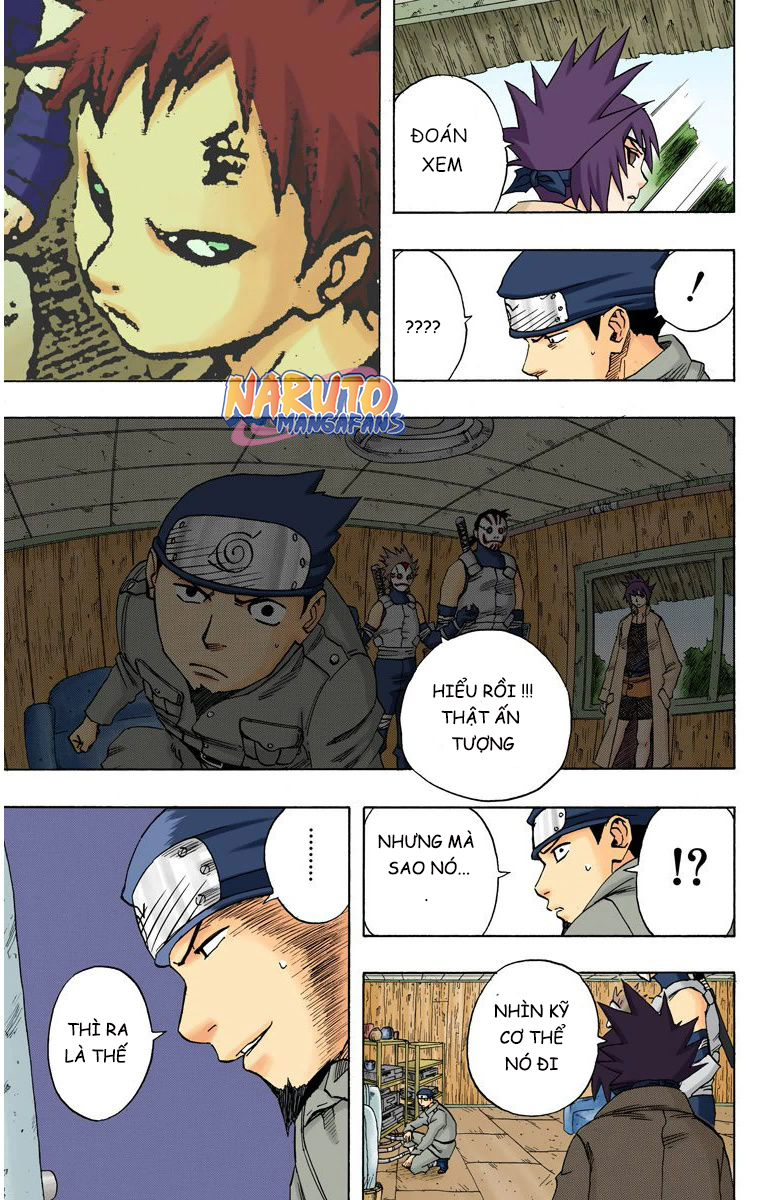 ĐOÁN
XEM
!
????
NARUTO
MANGAFANS
HIỂU RỒI !!!
THẬT ẤN
TƯỢNG
!?
NHƯNG MÀ
SAO NÓ...
.
NHÌN KỸ
CƠ THỂ
NÓ ĐI
........
THÌ RA
LÀ THẾ